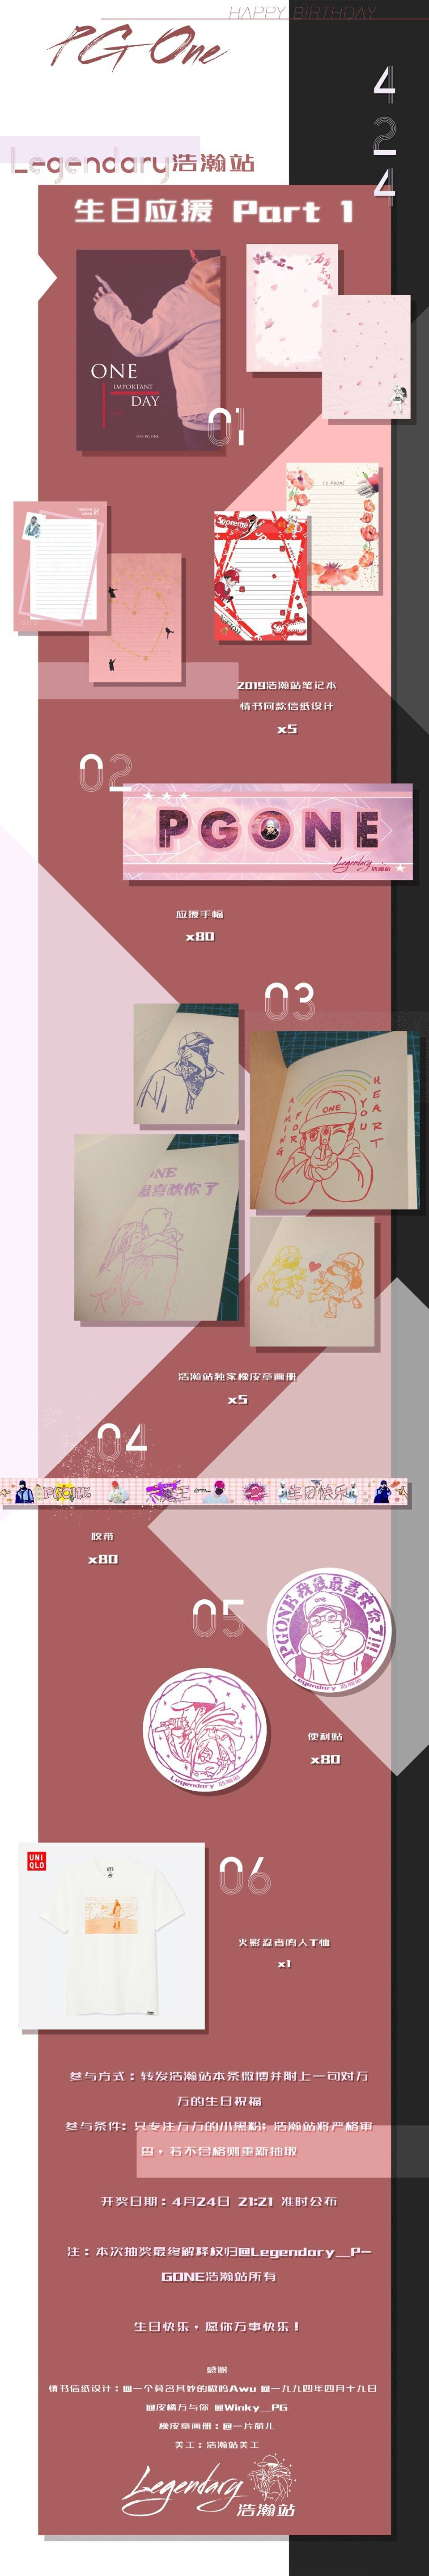 HAPPY BIRTHDAY
PG One
4
2
4
Legendary浩瀚站
生日应援 Part 1
ONE
IMPORTANT
DAY
FOR PG ONE
01
TO PGONE
Supreme
2019浩瀚站笔记本
情书同款信纸设计
x5
02
PGONE
Legendary 浩瀚站
应援手幅
x80
03
AIMING FOR YOUR HEART
ONE
最喜欢你了
浩瀚站独家橡皮章画册
x5
04
PGONE
生日快乐
胶带
x80
05
PGONE 我最最喜欢你了!!!
Legendary 浩瀚站
Legendary 浩瀚站
便利贴
x80
UNI
QLO
06
火影忍者鸣人T恤
x1
参与方式：转发浩瀚站本条微博并附上一句对万
万的生日祝福
参与条件：只专注万万的小黑粉；浩瀚站将严格审
查，若不合格则重新抽取
开奖日期：4月24日 21:21 准时公布
注：本次抽奖最终解释权归@Legendary__P-
GONE浩瀚站所有
生日快乐，愿你万事快乐！
感谢
情书信纸设计：@一个莫名其妙的嗷呜Awu @一九九四年四月十九日
@皮橘万与你 @Winky__PG
橡皮章画册：@一片萌儿
美工：浩瀚站美工
Legendary
浩瀚站